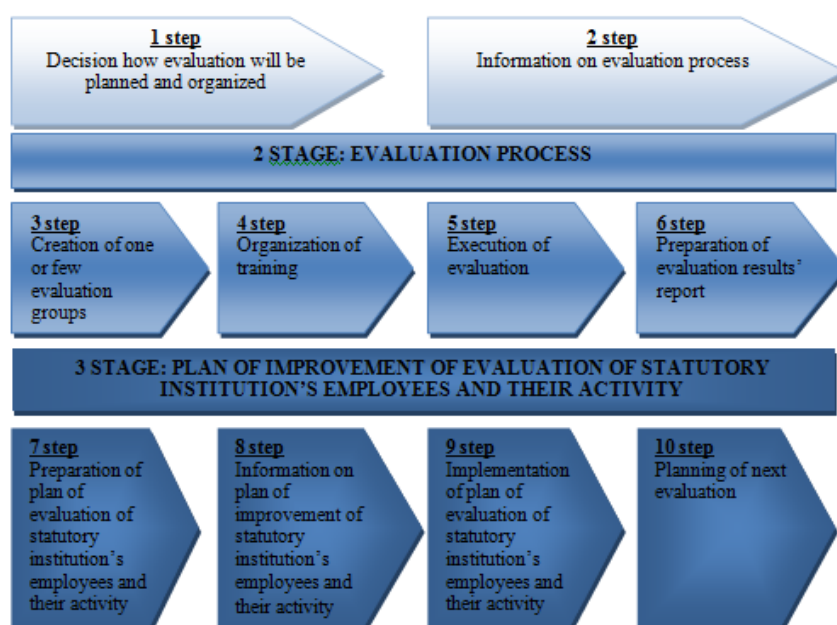 1 step
Decision how evaluation will be
planned and organized
2 step
Information on evaluation process
2 STAGE: EVALUATION PROCESS
3 step
Creation of one
or few
evaluation
groups
4 step
Organization of
training
5 step
Execution of
evaluation
6 step
Preparation of
evaluation results’
report
3 STAGE: PLAN OF IMPROVEMENT OF EVALUATION OF STATUTORY
INSTITUTION’S EMPLOYEES AND THEIR ACTIVITY
7 step
Preparation of
plan of
evaluation of
statutory
institution’s
employees and
their activity
8 step
Information on
plan of
improvement of
statutory
institution’s
employees and
their activity
9 step
Implementation
of plan of
evaluation of
statutory
institution’s
employees and
their activity
10 step
Planning of next
evaluation